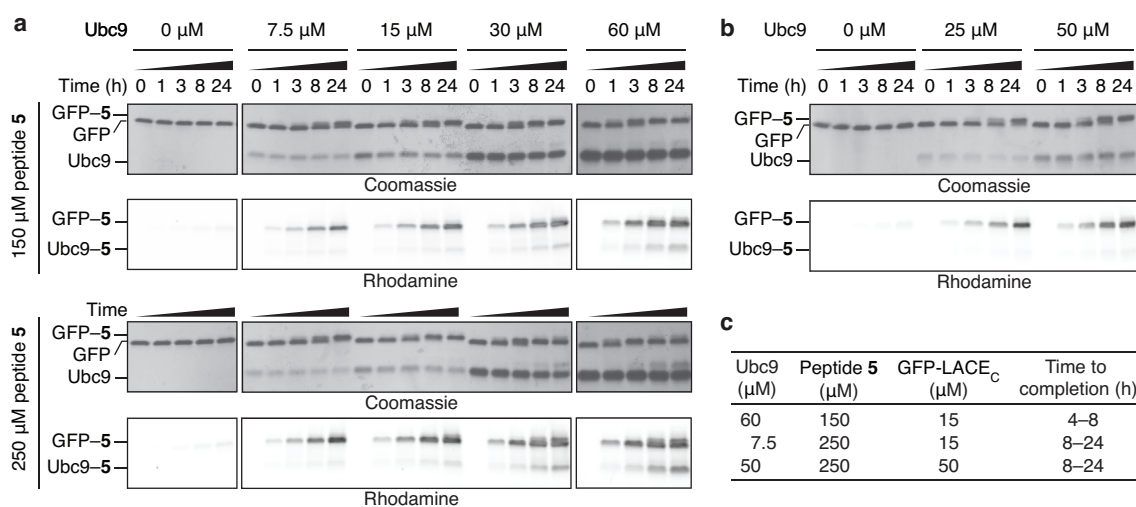 a
Ubc9 0 µM 7.5 µM 15 µM 30 µM 60 µM
Time (h) 0 1 3 8 24 0 1 3 8 24 0 1 3 8 24 0 1 3 8 24 0 1 3 8 24
150 µM peptide 5
GFP–5
GFP
Ubc9
Coomassie
GFP–5
Ubc9–5
Rhodamine
Time
250 µM peptide 5
GFP–5
GFP
Ubc9
Coomassie
GFP–5
Ubc9–5
Rhodamine
b
Ubc9 0 µM 25 µM 50 µM
Time (h) 0 1 3 8 24 0 1 3 8 24 0 1 3 8 24
GFP–5
GFP
Ubc9
Coomassie
GFP–5
Ubc9–5
Rhodamine
c
Ubc9 Peptide 5 GFP-LACEC Time to
(µM) (µM) (µM) completion (h)
60 150 15 4–8
7.5 250 15 8–24
50 250 50 8–24